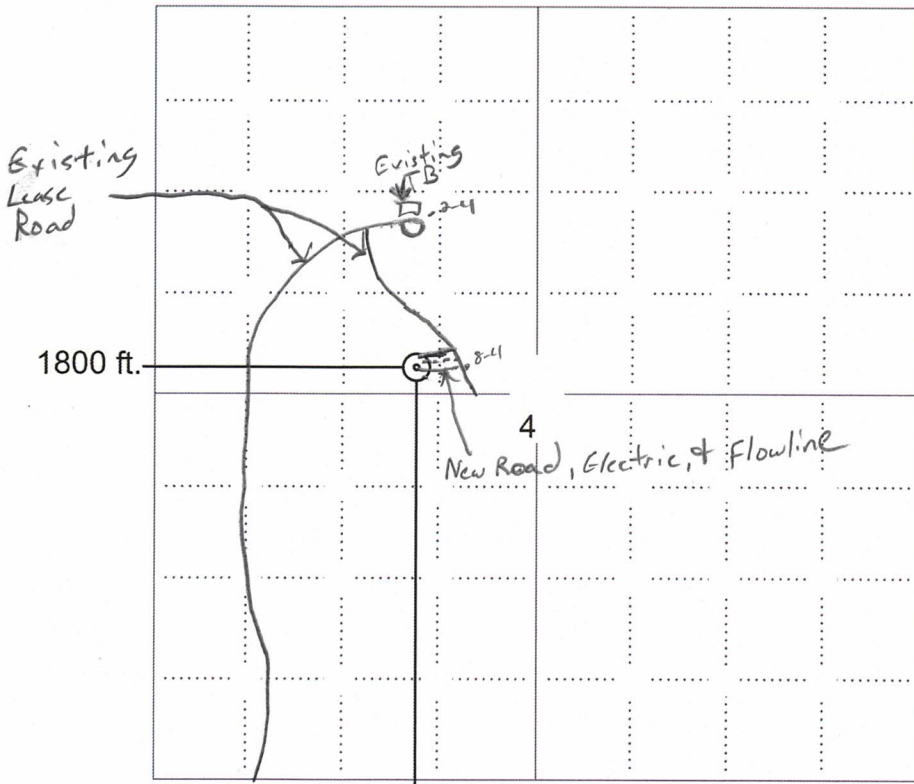 Existing
Lease
Road
Existing
T B.
.2-4
1800 ft.
.8-4
4
New Road, Electric, & Flowline